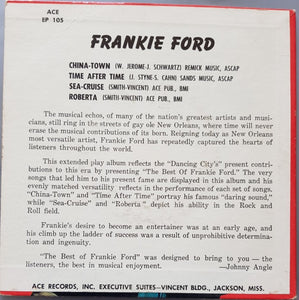 ACE
EP 105
FRANKIE FORD
CHINA-TOWN (W. JEROME-J. SCHWARTZ) REMICK MUSIC, ASCAP
TIME AFTER TIME (J. STYNE-S. CAHN) SANDS MUSIC, ASCAP
SEA-CRUISE (SMITH-VINCENT) ACE PUB., BMI
ROBERTA (SMITH-VINCENT) ACE PUB., BMI
The musical echos, of many of the nation's greatest artists and musi-
cians, still ring in the streets of gay ole New Orleans, where time will never
erase the musical contributions of its born. Reigning today as New Orleans
most versatile artist, Frankie Ford has repeatedly captured the hearts of
listeners throughout the world.
This extended play album reflects the "Dancing City's" present contri-
butions to this era by presenting "The Best of Frankie Ford." The very
songs that led him to his present fame are displayed in this album and his
evenly matched versatility reflects in the performance of each set of songs.
"China-Town" and "Time After Time" portray his famous "daring sound,"
while "Sea-Cruise" and "Roberta" depict his ability in the Rock and
Roll field.
Frankie's desire to become an entertainer was at an early age, and
his climb up the ladder of success was a result of unprohibitive deter-
mination and ingenuity.
"The Best of Frankie Ford" was designed to bring to you — the
listeners, the best in musical enjoyment. —Johnny Angle
ACE RECORDS, INC. EXECUTIVE SUITES—VINCENT BLDG., JACKSON, MISS.